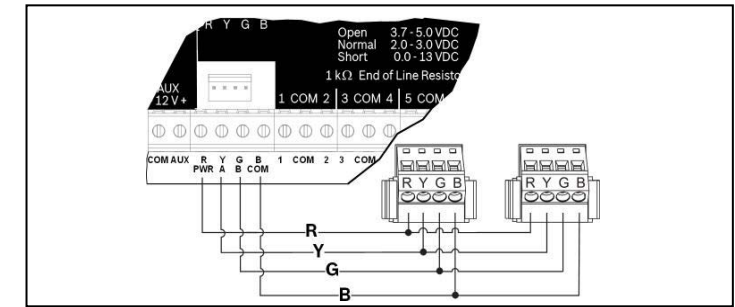 R Y G B
Open 3.7 - 5.0 VDC
Normal 2.0 - 3.0 VDC
Short 0.0 - 13 VDC
1 kΩ End of Line Resisto
AUX
12 V +
1 COM 2 3 COM 4 5 COM
COM AUX R Y G B 1 COM 2 3 COM
PWR A B COM
R Y G B R Y G B
R
Y
G
B